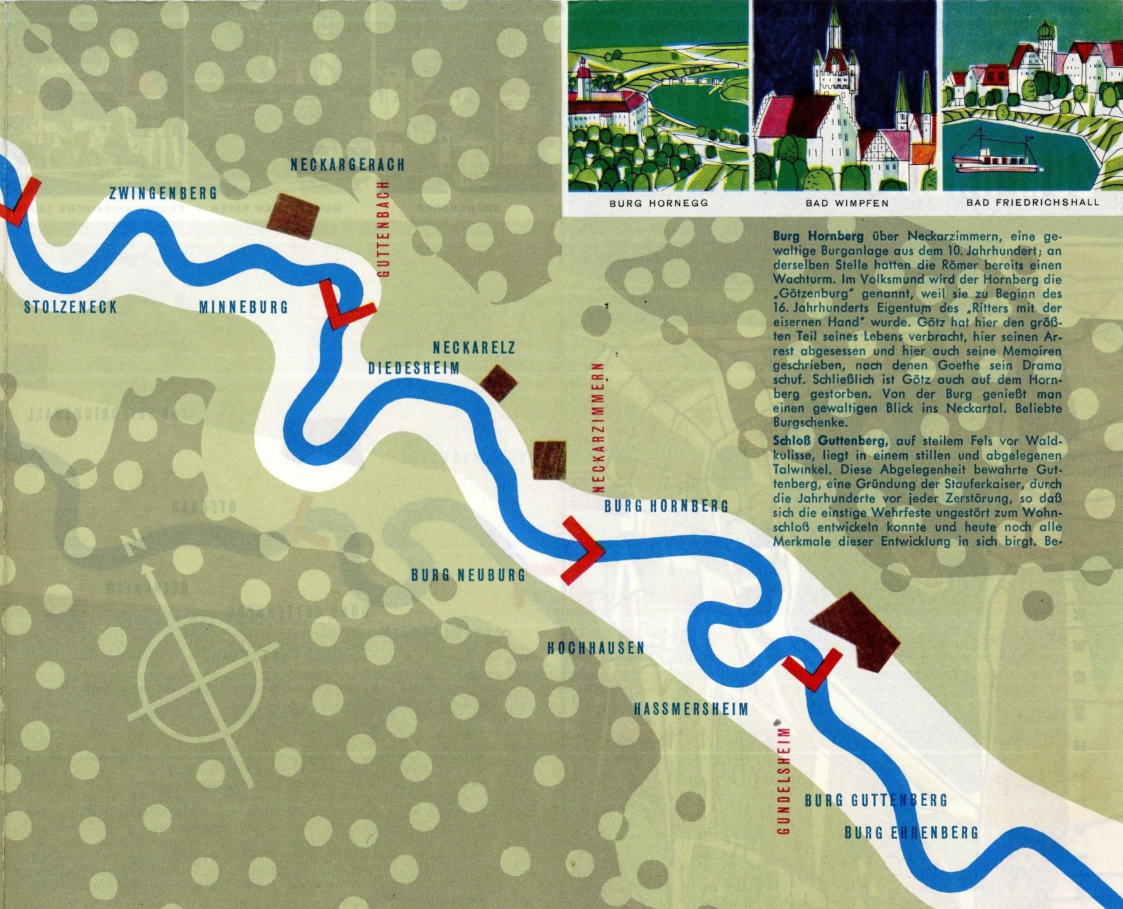 BURG HORNEGG
BAD WIMPFEN
BAD FRIEDRICHSHALL
NECKARGERACH
ZWINGENBERG
GUTTENBACH
STOLZENECK
MINNEBURG
NECKARELZ
DIEDESHEIM
NECKARZIMMERN
BURG HORNBERG
N
BURG NEUBURG
HOCHHAUSEN
HASSMERSHEIM
GUNDELSHEIM
BURG GUTTENBERG
BURG EHRENBERG
Burg Hornberg über Neckarzimmern, eine ge-
waltige Burganlage aus dem 10. Jahrhundert; an
derselben Stelle hatten die Römer bereits einen
Wachturm. Im Volksmund wird der Hornberg die
„Götzenburg" genannt, weil sie zu Beginn des
16. Jahrhunderts Eigentum des „Ritters mit der
eisernen Hand" wurde. Götz hat hier den größ-
ten Teil seines Lebens verbracht, hier seinen Ar-
rest abgesessen und hier auch seine Memoiren
geschrieben, nach denen Goethe sein Drama
schuf. Schließlich ist Götz auch auf dem Horn-
berg gestorben. Von der Burg genießt man
einen gewaltigen Blick ins Neckartal. Beliebte
Burgschenke.
Schloß Guttenberg, auf steilem Fels vor Wald-
kulisse, liegt in einem stillen und abgelegenen
Talwinkel. Diese Abgelegenheit bewahrte Gut-
tenberg, eine Gründung der Stauferkaiser, durch
die Jahrhunderte vor jeder Zerstörung, so daß
sich die einstige Wehrfeste ungestört zum Wohn-
schloß entwickeln konnte und heute noch alle
Merkmale dieser Entwicklung in sich birgt. Be-